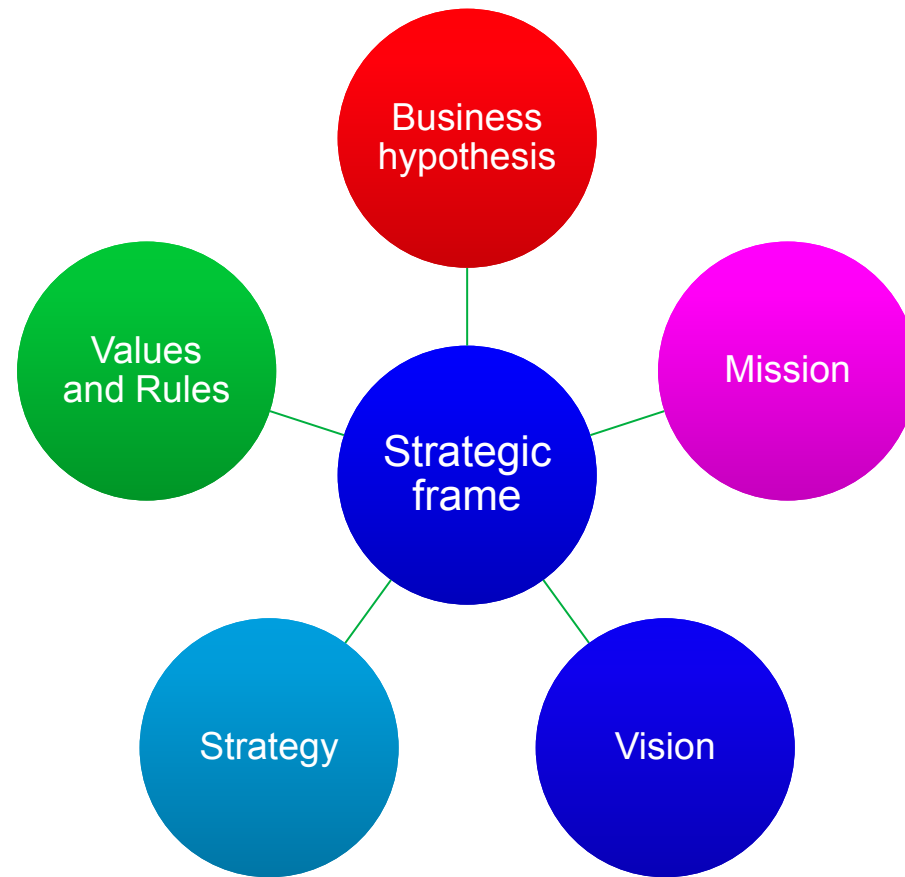 Business
hypothesis
Values
and Rules
Mission
Strategic
frame
Strategy
Vision